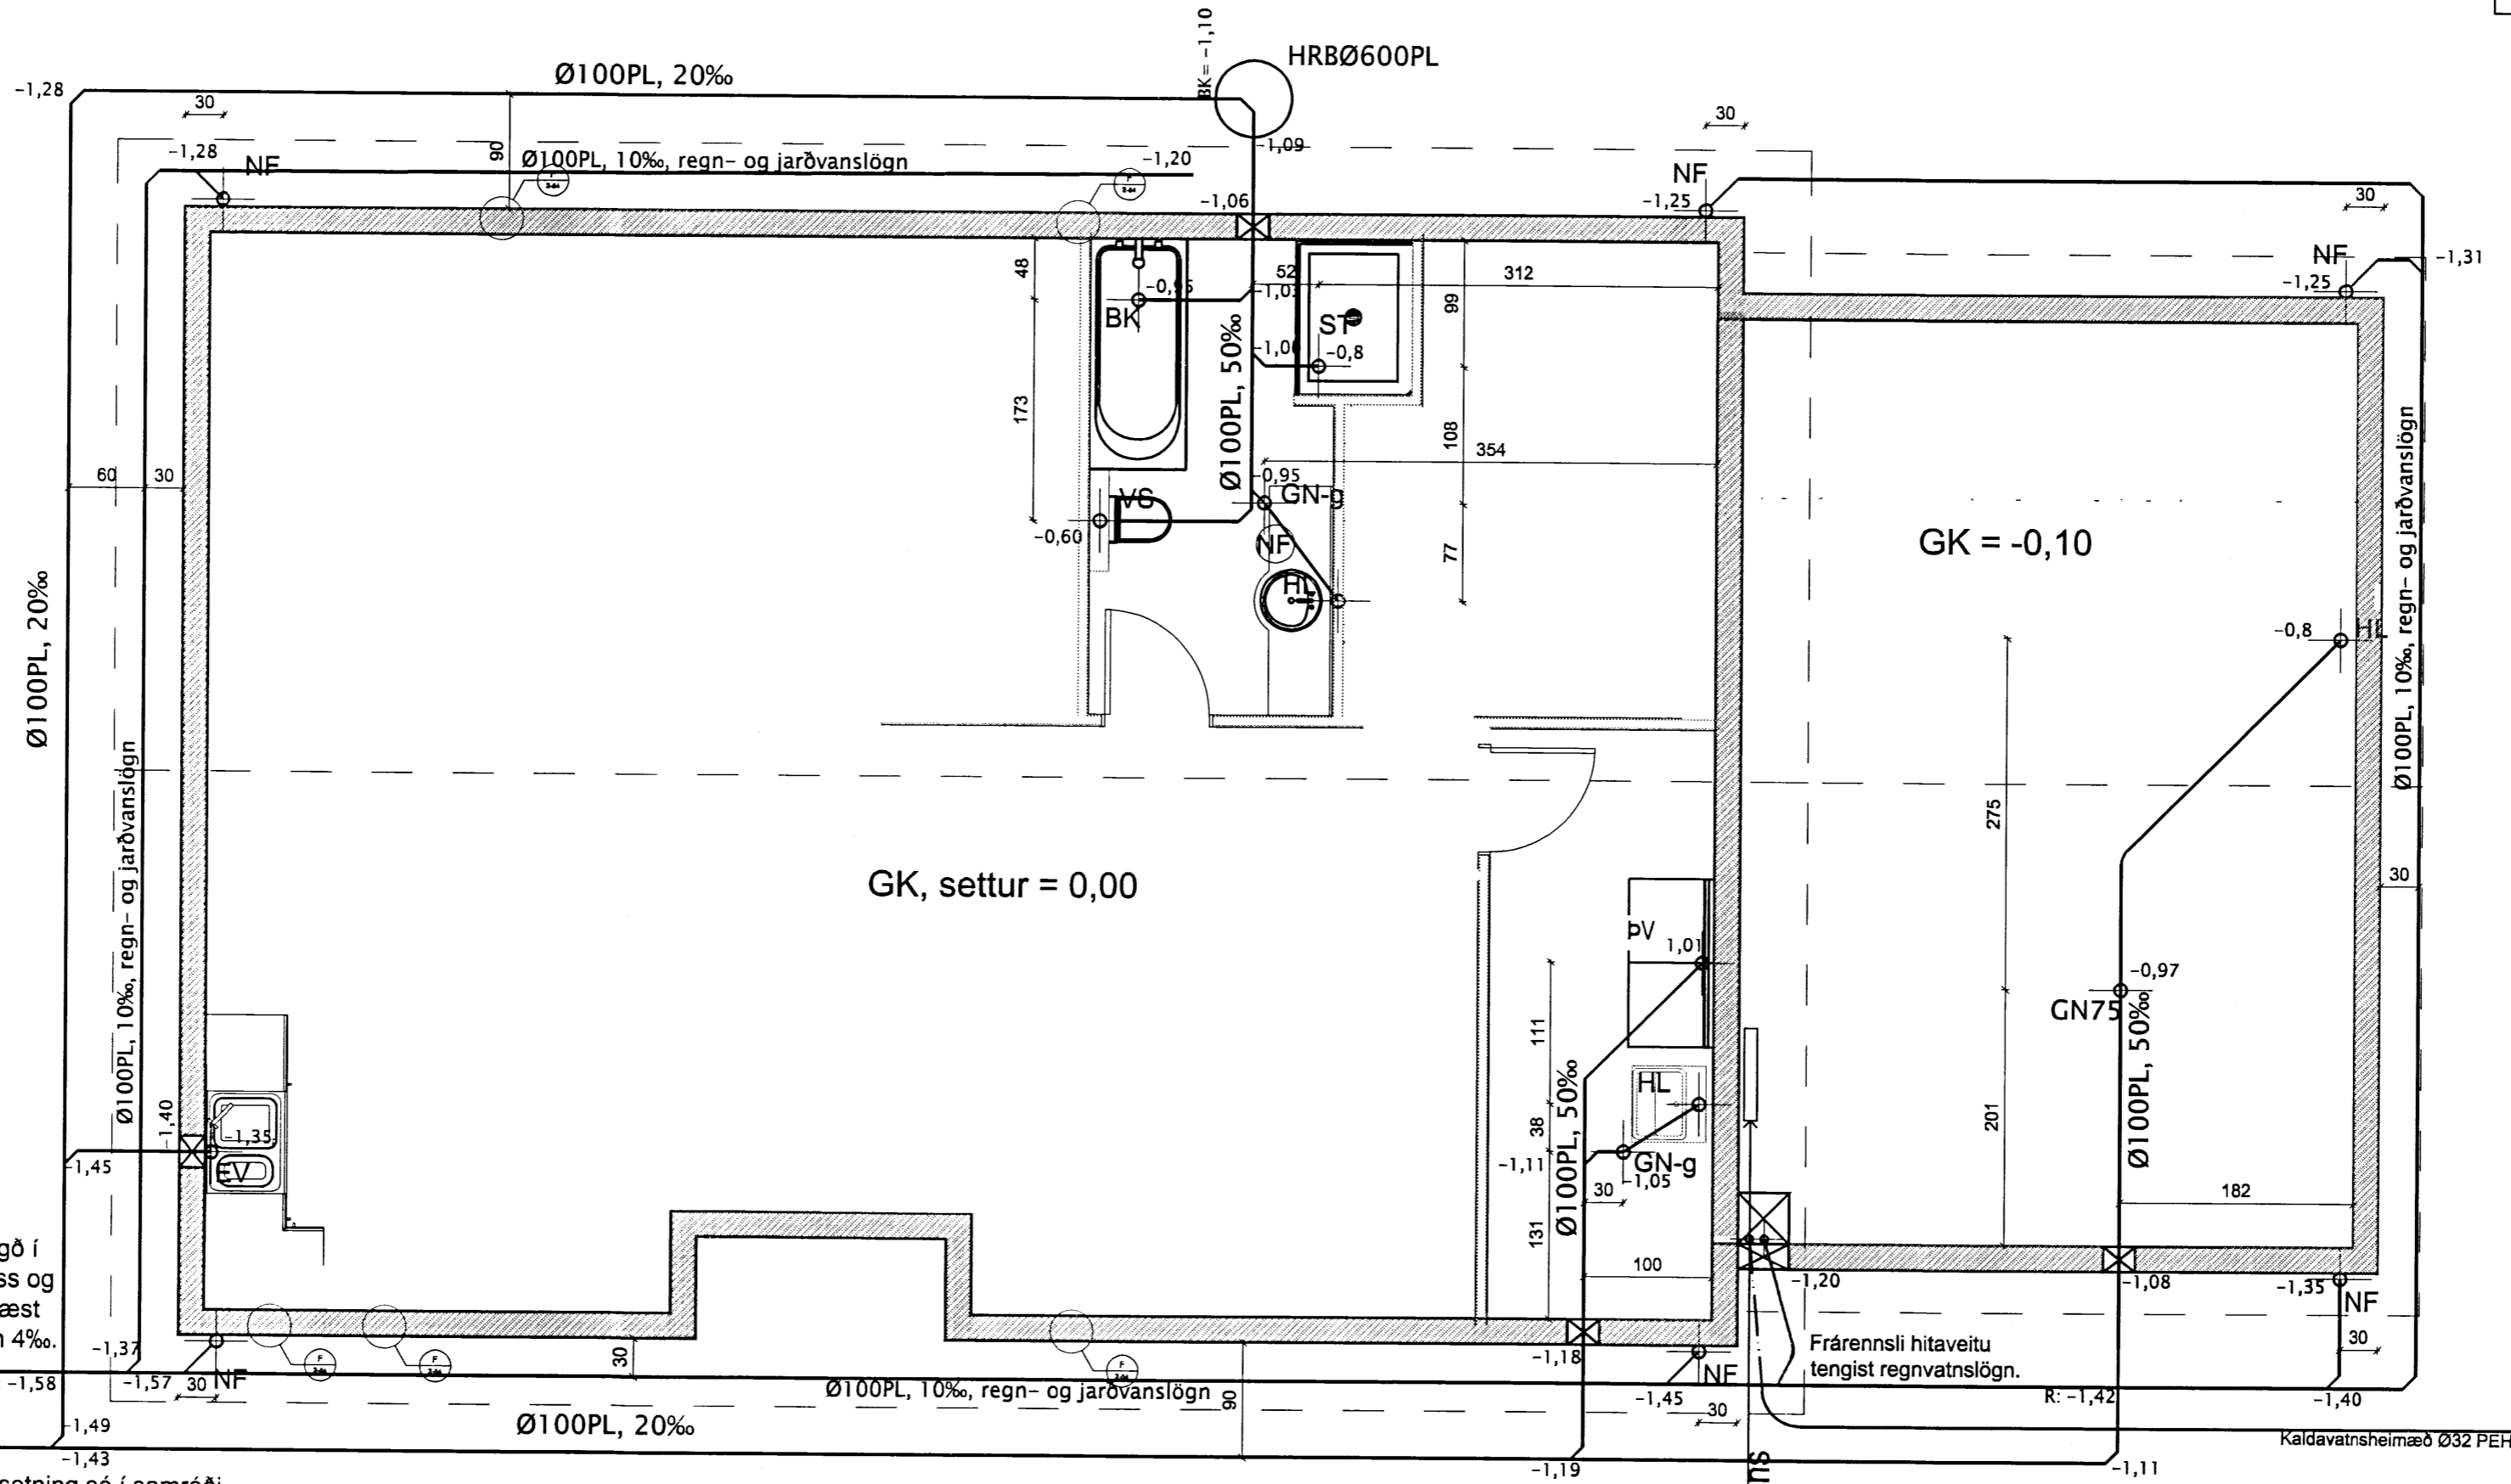 BK= -1,10
HRBØ600PL
Ø100PL, 20‰
-1,28
30
90
-1,28
NF
Ø100PL, 10‰, regn- og jarðvanslögn
-1,20
-1,09
30
NF
-1,25
30
NF
-1,25
-1,31
-1,06
48
-0,95
BK
52
312
99
ST
-0,8
Ø100PL, 50‰
173
108
354
60
30
VS
-0,60
-0,95
GN-g
NF
HL
77
GK = -0,10
-0,8
HL
Ø100PL, 10‰, regn- og jarðvanslögn
Ø100PL, 20‰
Ø100PL, 10‰, regn- og jarðvanslögn
275
GK, settur = 0,00
30
ÞV
1,01
-0,97
GN75
111
HL
Ø100PL, 50‰
38
-1,11
GN-g
-1,05
30
131
100
201
Ø100PL, 50‰
182
-1,40
-1,35
EV
-1,45
gð í
ss og
æst
4‰.
-1,37
-1,58
-1,57
30
NF
30
-1,18
-1,20
-1,08
-1,35
NF
30
Frárennsli hitaveitu
tengist regnvatnslögn.
Ø100PL, 10‰, regn- og jarðvanslögn
90
-1,45
NF
30
R: -1,42
-1,40
Ø100PL, 20‰
-1,49
-1,43
-1,19
-1,11
Kaldavatnsheimæð Ø32 PEH